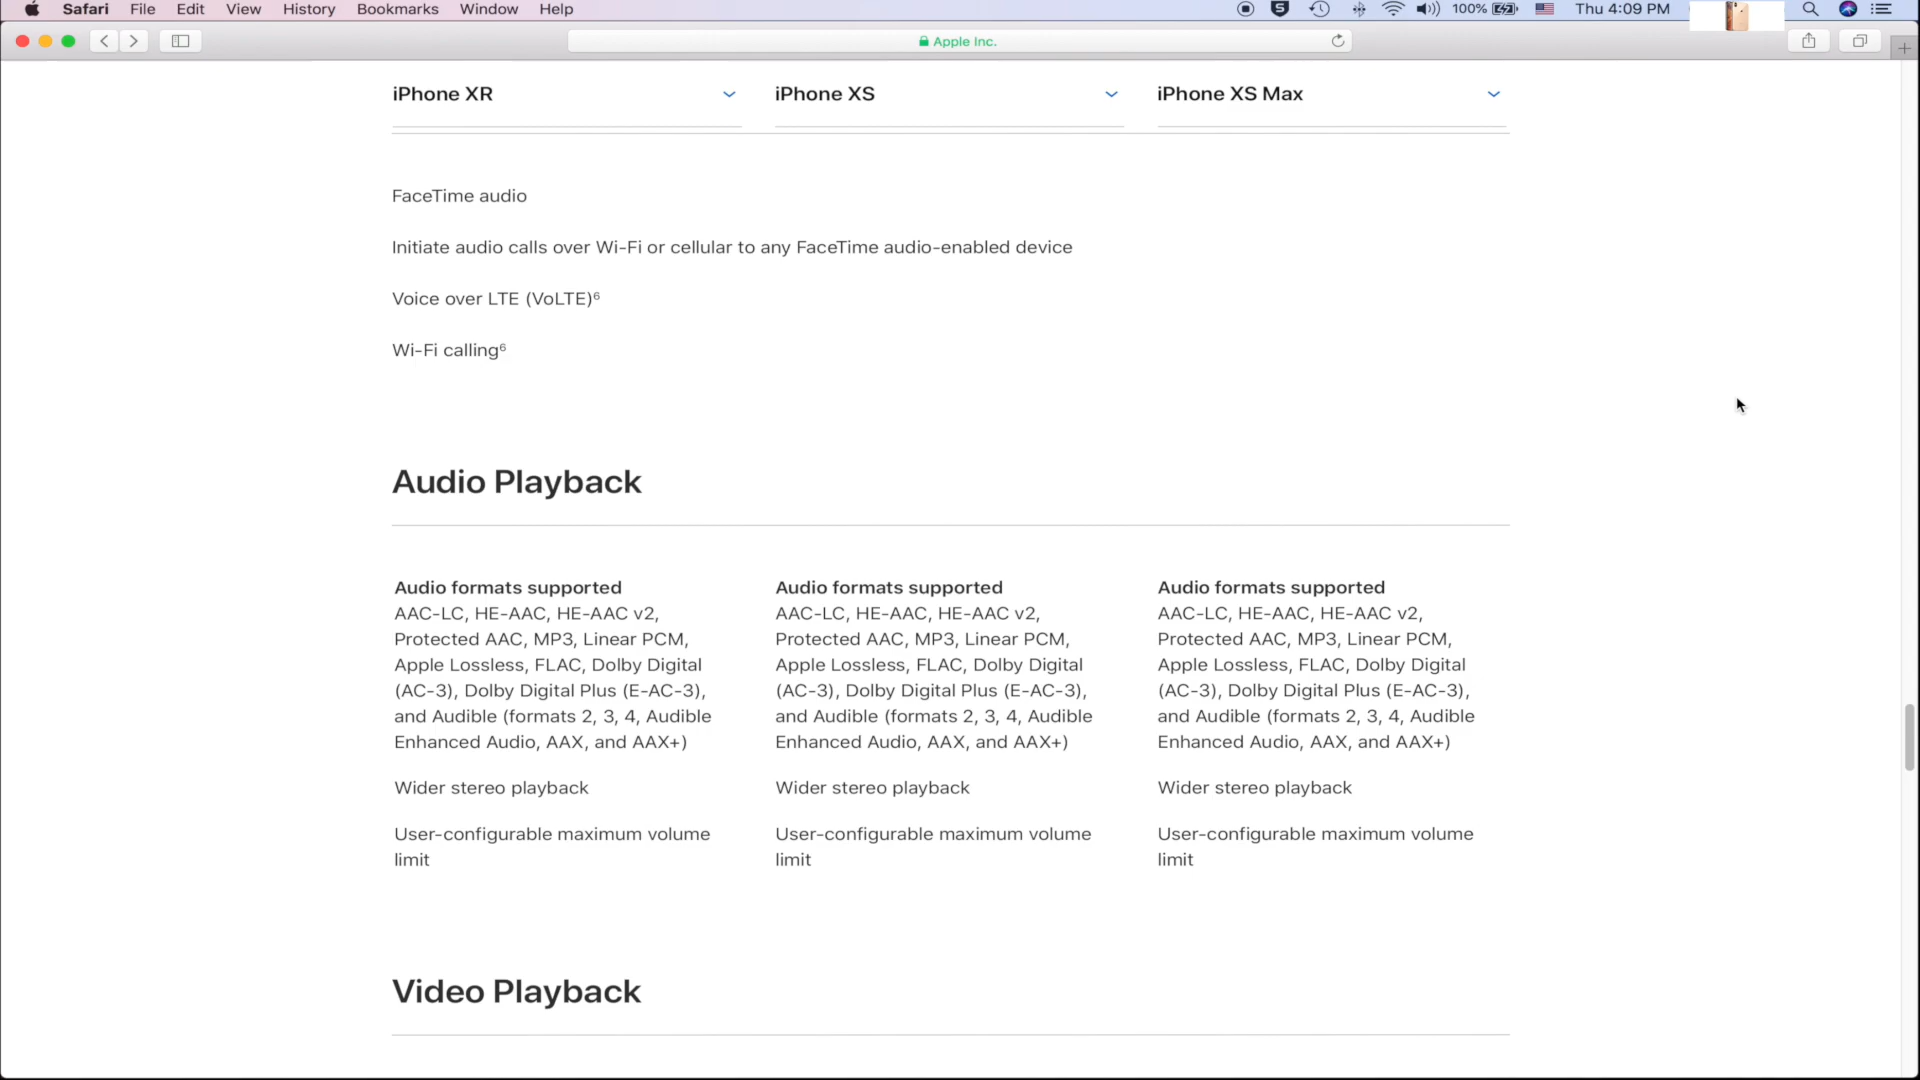 Safari File Edit View History Bookmarks Window Help 100% Thu 4:09 PM
Apple Inc.
iPhone XR iPhone XS iPhone XS Max
FaceTime audio
Initiate audio calls over Wi-Fi or cellular to any FaceTime audio-enabled device
Voice over LTE (VoLTE)⁶
Wi-Fi calling⁶
Audio Playback
Audio formats supported
AAC-LC, HE-AAC, HE-AAC v2,
Protected AAC, MP3, Linear PCM,
Apple Lossless, FLAC, Dolby Digital
(AC-3), Dolby Digital Plus (E-AC-3),
and Audible (formats 2, 3, 4, Audible
Enhanced Audio, AAX, and AAX+)
Wider stereo playback
User-configurable maximum volume
limit
Audio formats supported
AAC-LC, HE-AAC, HE-AAC v2,
Protected AAC, MP3, Linear PCM,
Apple Lossless, FLAC, Dolby Digital
(AC-3), Dolby Digital Plus (E-AC-3),
and Audible (formats 2, 3, 4, Audible
Enhanced Audio, AAX, and AAX+)
Wider stereo playback
User-configurable maximum volume
limit
Audio formats supported
AAC-LC, HE-AAC, HE-AAC v2,
Protected AAC, MP3, Linear PCM,
Apple Lossless, FLAC, Dolby Digital
(AC-3), Dolby Digital Plus (E-AC-3),
and Audible (formats 2, 3, 4, Audible
Enhanced Audio, AAX, and AAX+)
Wider stereo playback
User-configurable maximum volume
limit
Video Playback